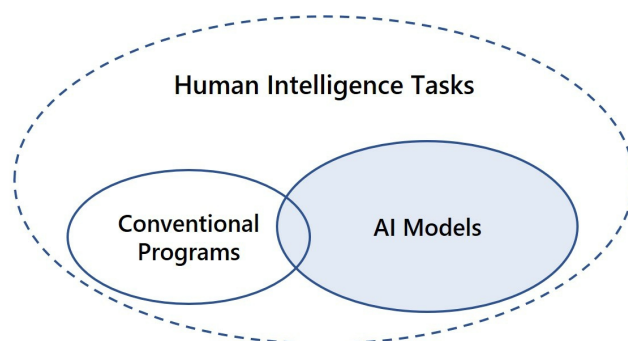 Human Intelligence Tasks
Conventional
Programs
AI Models